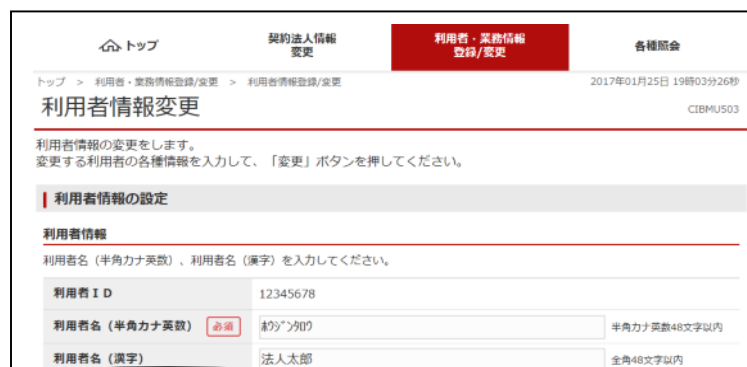 トップ
契約法人情報
変更
利用者・業務情報
登録/変更
各種照会
トップ > 利用者・業務情報登録/変更 > 利用者情報登録/変更
2017年01月25日 19時03分26秒
利用者情報変更
CIBMU503
利用者情報の変更をします。
変更する利用者の各種情報を入力して、「変更」ボタンを押してください。
利用者情報の設定
利用者情報
利用者名（半角カナ英数）、利用者名（漢字）を入力してください。
利用者ＩＤ 12345678
利用者名（半角カナ英数） 必須 ﾎｳｼﾞﾝﾀﾛｳ 半角カナ英数48文字以内
利用者名（漢字） 法人太郎 全角48文字以内